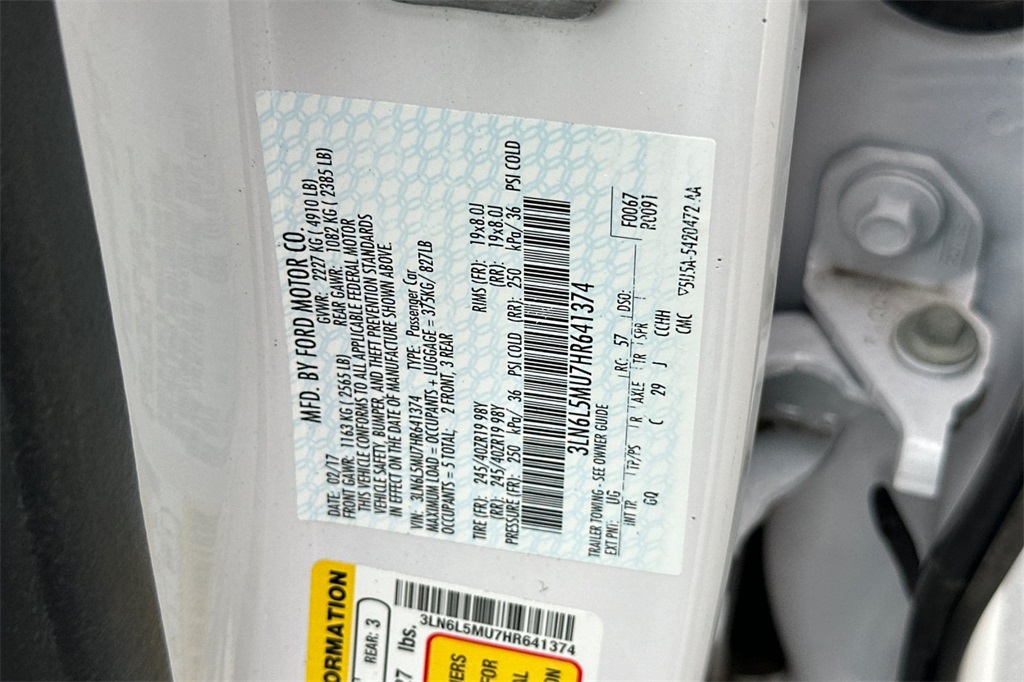 MFD. BY FORD MOTOR CO.
DATE: 02/17 GVWR: 2227 KG ( 4910 LB)
FRONT GAWR: 1163 KG ( 2565 LB) REAR GAWR: 1082 KG ( 2385 LB)
THIS VEHICLE CONFORMS TO ALL APPLICABLE FEDERAL MOTOR
VEHICLE SAFETY, BUMPER, AND THEFT PREVENTION STANDARDS
IN EFFECT ON THE DATE OF MANUFACTURE SHOWN ABOVE
VIN: 3LN6L5MU7HR641374 TYPE: Passenger Car
MAXIMUM LOAD = OCCUPANTS + LUGGAGE = 375KG/ 827LB
OCCUPANTS = 5 TOTAL; 2 FRONT, 3 REAR
TIRE (FR): 245/40ZR19 98Y RIMS (FR): 19x8.0J
(RR): 245/40ZR19 98Y (RR): 19x8.0J
PRESSURE (FR): 250 kPa/ 36 PSI COLD (RR): 250 kPa/ 36 PSI COLD
3LN6L5MU7HR641374
TRAILER TOWING - SEE OWNER GUIDE
F0067
EXT PNT: UG RC: 57 DSO: R0091
INT TR TP/PS R AXLE TR SPR
GQ C 29 J CCHH
CMC 5U5A-5420472-AA
ORMATION
REAR: 3
27 lbs.
3LN6L5MU7HR641374
ERS
FOR
AL
ON